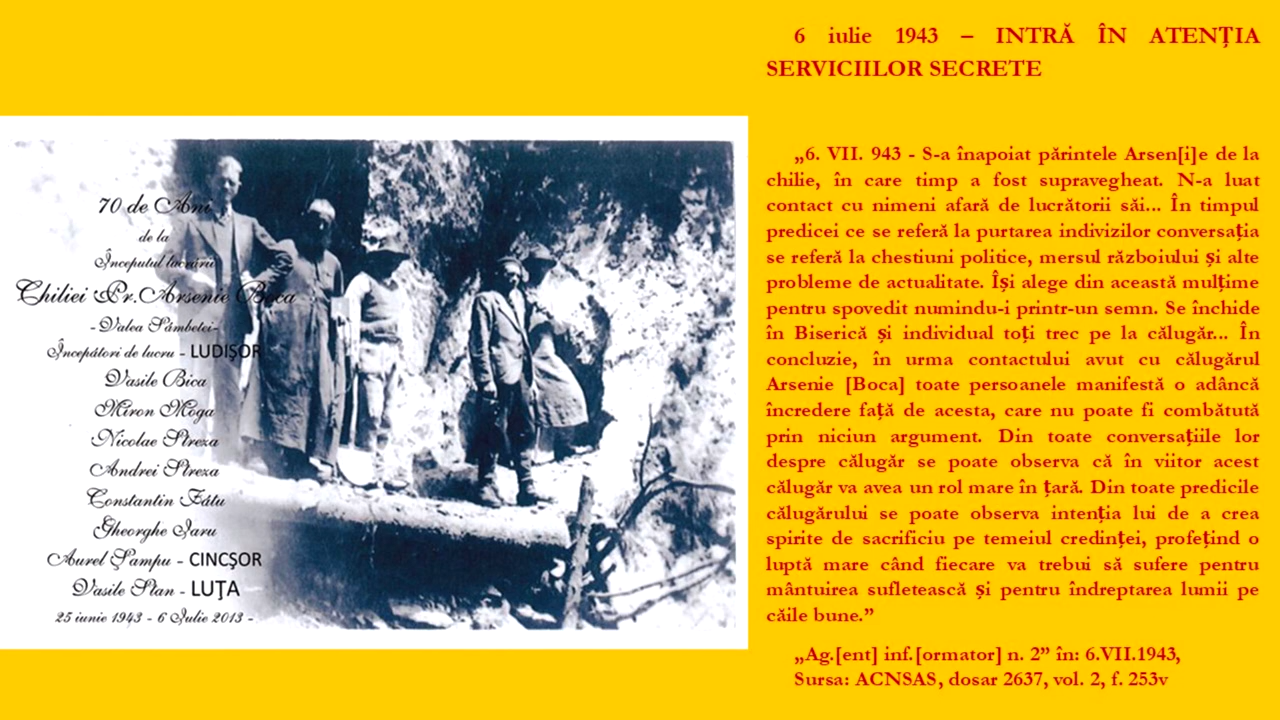 6 iulie 1943 – INTRĂ ÎN ATENȚIA
SERVICIILOR SECRETE
„6. VII. 943 - S-a înapoiat părintele Arsen[i]e de la
chilie, în care timp a fost supravegheat. N-a luat
contact cu nimeni afară de lucrătorii săi... În timpul
predicei ce se referă la purtarea indivizilor conversația
se referă la chestiuni politice, mersul războiului și alte
probleme de actualitate. Își alege din această mulțime
pentru spovedit numindu-i printr-un semn. Se închide
în Biserică și individual toți trec pe la călugăr... În
concluzie, în urma contactului avut cu călugărul
Arsenie [Boca] toate persoanele manifestă o adâncă
încredere față de acesta, care nu poate fi combătută
prin niciun argument. Din toate conversațiile lor
despre călugăr se poate observa că în viitor acest
călugăr va avea un rol mare în țară. Din toate predicile
călugărului se poate observa intenția lui de a crea
spirite de sacrificiu pe temeiul credinței, profețind o
luptă mare când fiecare va trebui să sufere pentru
mântuirea sufletească și pentru îndreptarea lumii pe
căile bune.”
„Ag.[ent] inf.[ormator] n. 2” în: 6.VII.1943,
Sursa: ACNSAS, dosar 2637, vol. 2, f. 253v
70 de Ani
de la
Începutul lucrării
Chiliei Pr. Arsenie Boca
-Valea Sâmbetei-
Începători de lucru - LUDIȘOR
Vasile Bica
Miron Moga
Nicolae Streza
Andrei Streza
Constantin Fátu
Gheorghe Jaru
Aurel Şampu - CINCȘOR
Vasile Stan - LUŢA
25 iunie 1943 - 6 Iulie 2013 -